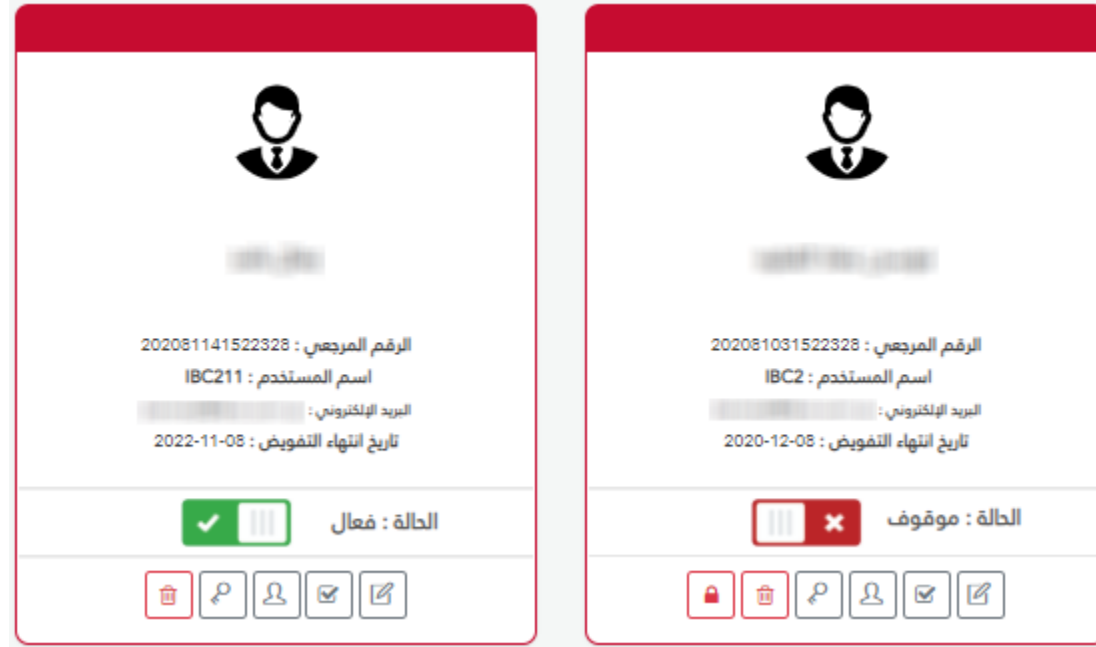 الرقم المرجعي : 202081031522328
اسم المستخدم : IBC2
البريد الإلكتروني :
تاريخ انتهاء التفويض : 08-12-2020
الحالة : موقوف
الرقم المرجعي : 202081141522328
اسم المستخدم : IBC211
البريد الإلكتروني :
تاريخ انتهاء التفويض : 08-11-2022
الحالة : فعال